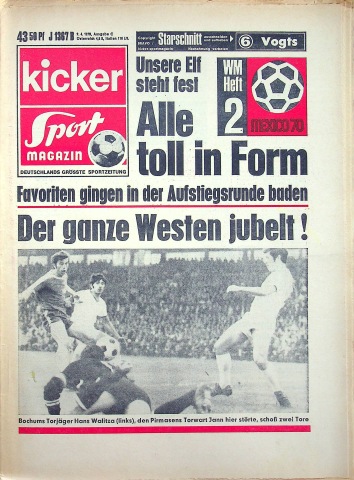 43 50 Pf J 1367 B
Copyright
Starschnitt
6 Vogts
kicker
Sport
MAGAZIN
DEUTSCHLANDS GRÖSSTE SPORTZEITUNG
Unsere Elf
steht fest
WM
Heft
2
MEXICO 70
Alle
toll in Form
Favoriten gingen in der Aufstiegsrunde baden
Der ganze Westen jubelt !
Bochums Torjäger Hans Walitza (links), den Pirmasens Torwart Jann hier störte, schoß zwei Tore